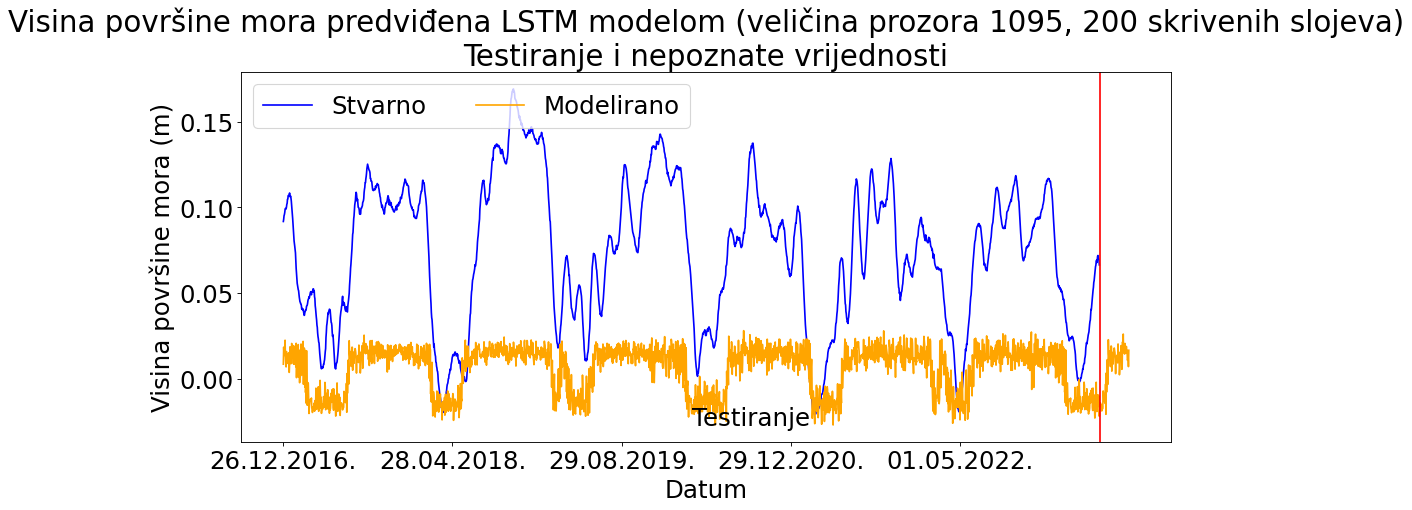 Visina površine mora predviđena LSTM modelom (veličina prozora 1095, 200 skrivenih slojeva)
Testiranje i nepoznate vrijednosti
Stvarno Modelirano
Visina površine mora (m)
0.15
0.10
0.05
0.00
Testiranje
26.12.2016. 28.04.2018. 29.08.2019. 29.12.2020. 01.05.2022.
Datum